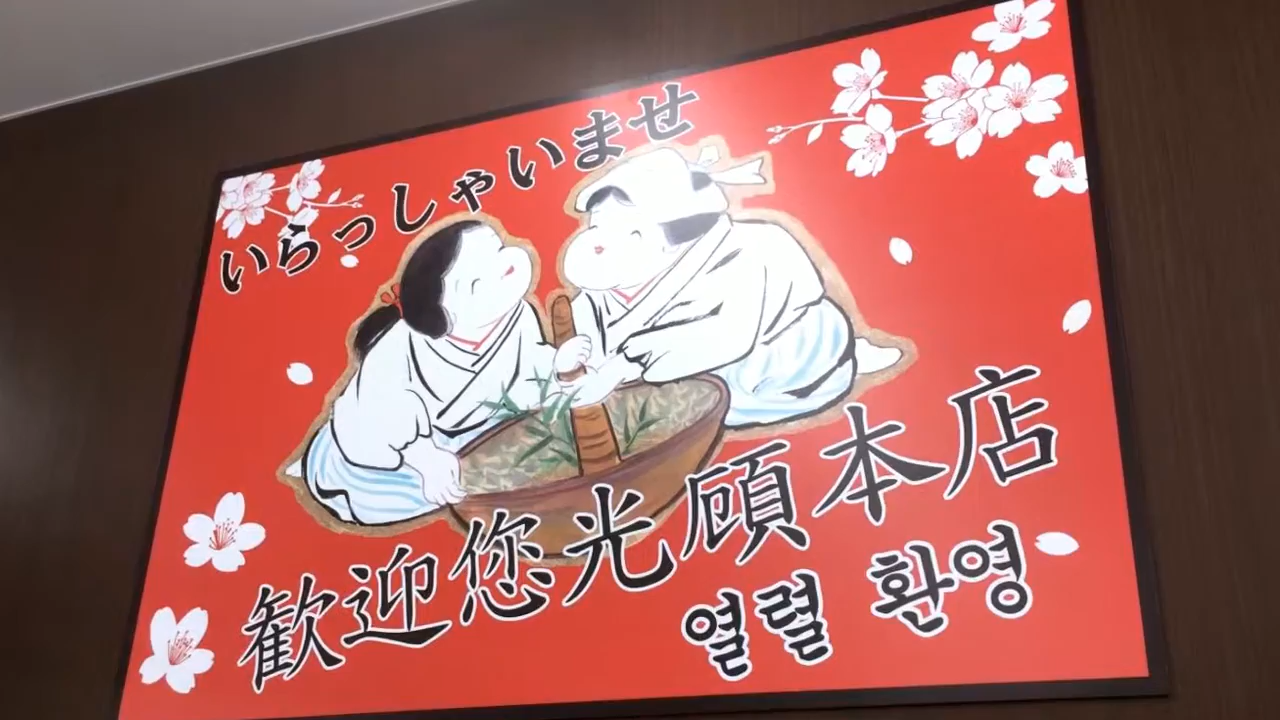 いらっしゃいませ
歓迎您光顧本店
열렬 환영